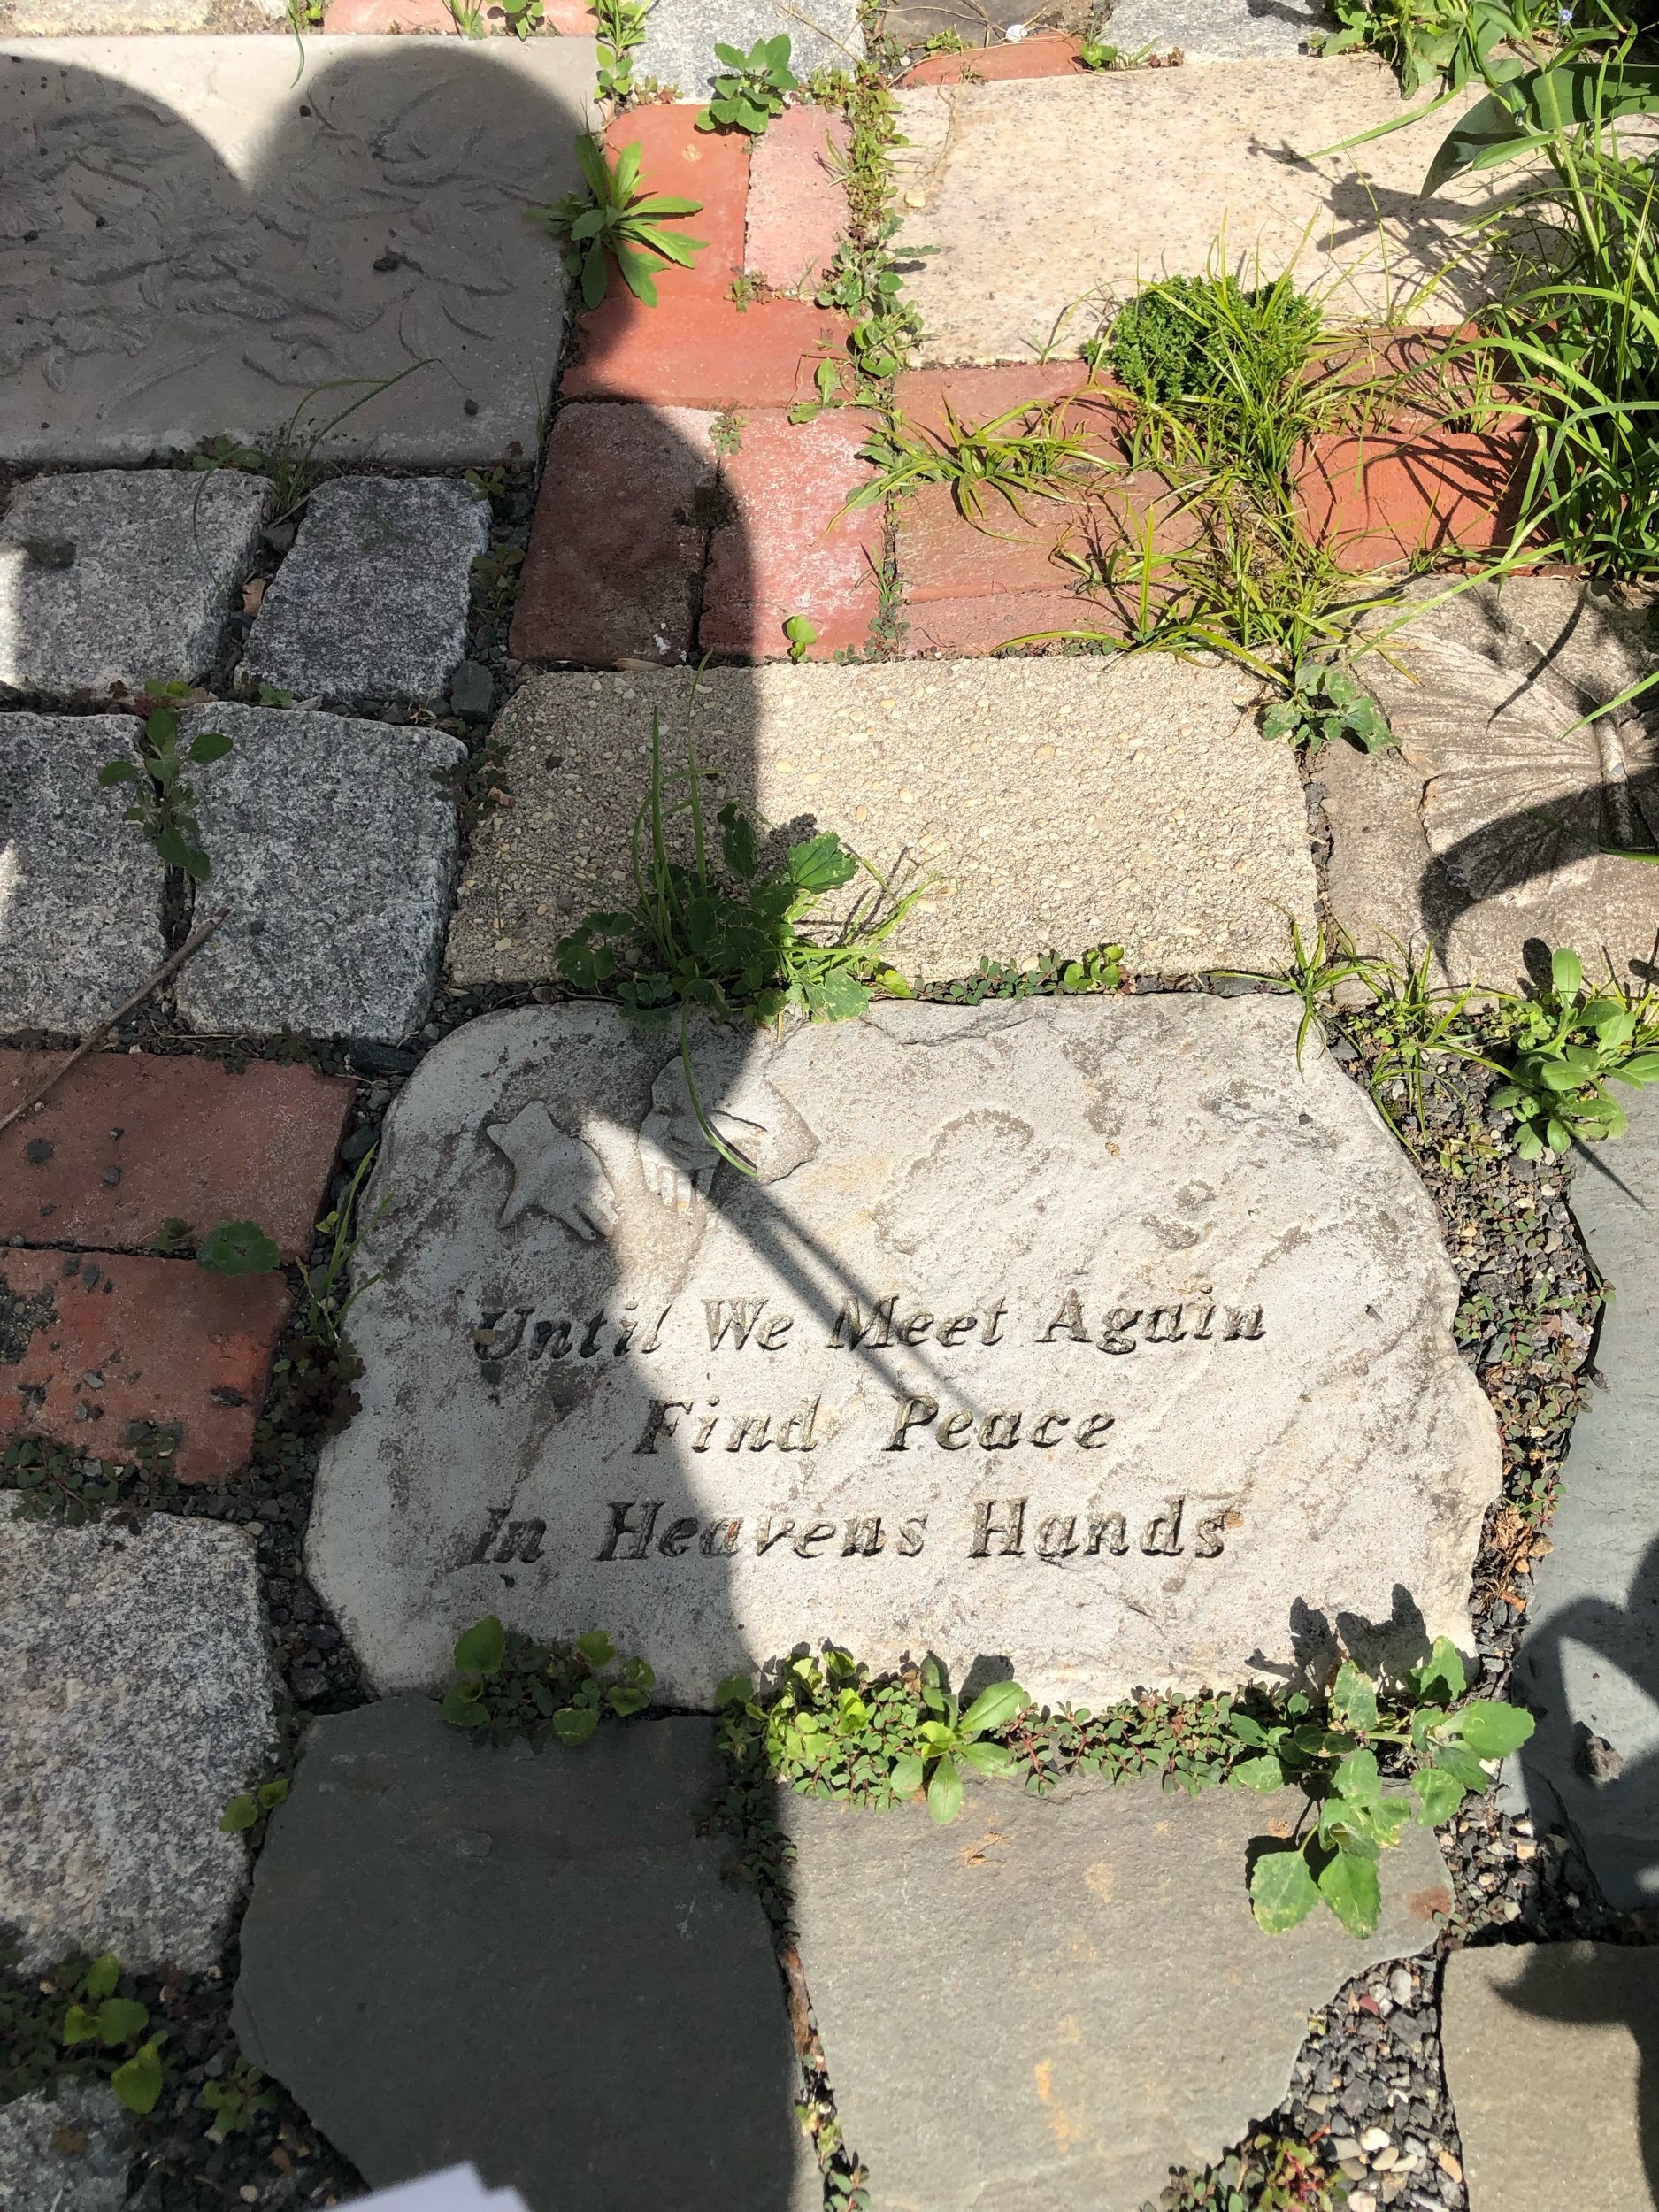 Until We Meet Again
Find Peace
In Heavens Hands